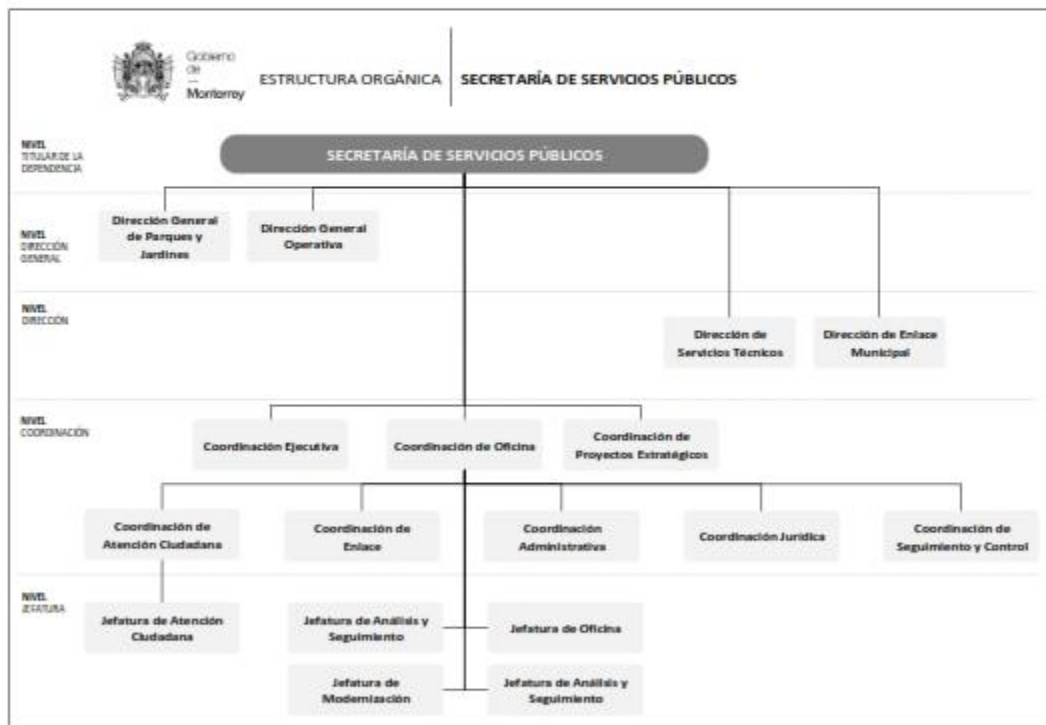 Gobierno
de
Monterrey
ESTRUCTURA ORGÁNICA
SECRETARÍA DE SERVICIOS PÚBLICOS
NIVEL
TITULAR DE LA
DEPENDENCIA
SECRETARÍA DE SERVICIOS PÚBLICOS
NIVEL
DIRECCIÓN
GENERAL
Dirección General
de Parques y
Jardines
Dirección General
Operativa
NIVEL
DIRECCIÓN
Dirección de
Servicios Técnicos
Dirección de Enlace
Municipal
NIVEL
COORDINACIÓN
Coordinación Ejecutiva
Coordinación de Oficina
Coordinación de
Proyectos Estratégicos
Coordinación de
Atención Ciudadana
Coordinación de
Enlace
Coordinación
Administrativa
Coordinación Jurídica
Coordinación de
Seguimiento y Control
NIVEL
JEFATURA
Jefatura de Atención
Ciudadana
Jefatura de Análisis y
Seguimiento
Jefatura de Oficina
Jefatura de
Modernización
Jefatura de Análisis y
Seguimiento